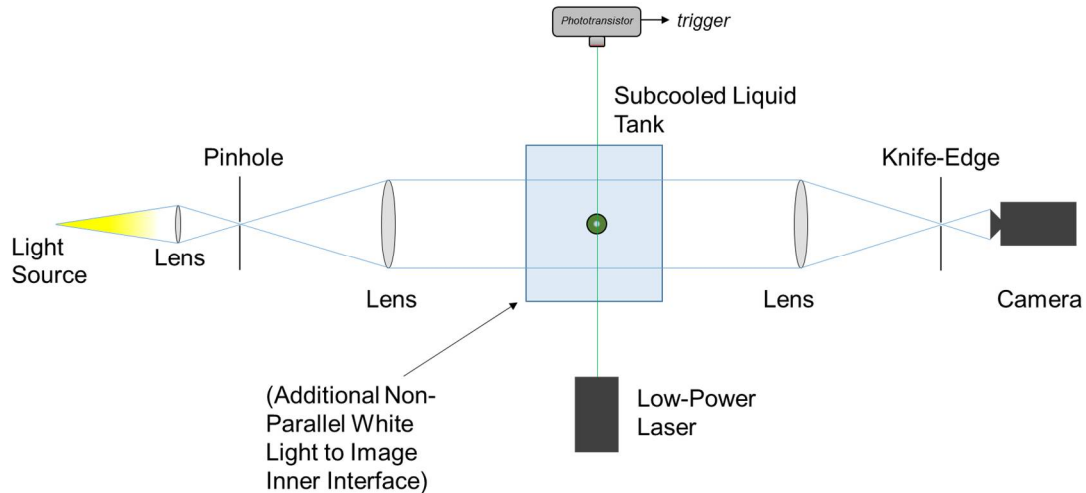 Phototransistor
trigger
Subcooled Liquid
Tank
Pinhole
Knife-Edge
Light
Source
Lens
Lens
Lens
Camera
(Additional Non-
Parallel White
Light to Image
Inner Interface)
Low-Power
Laser